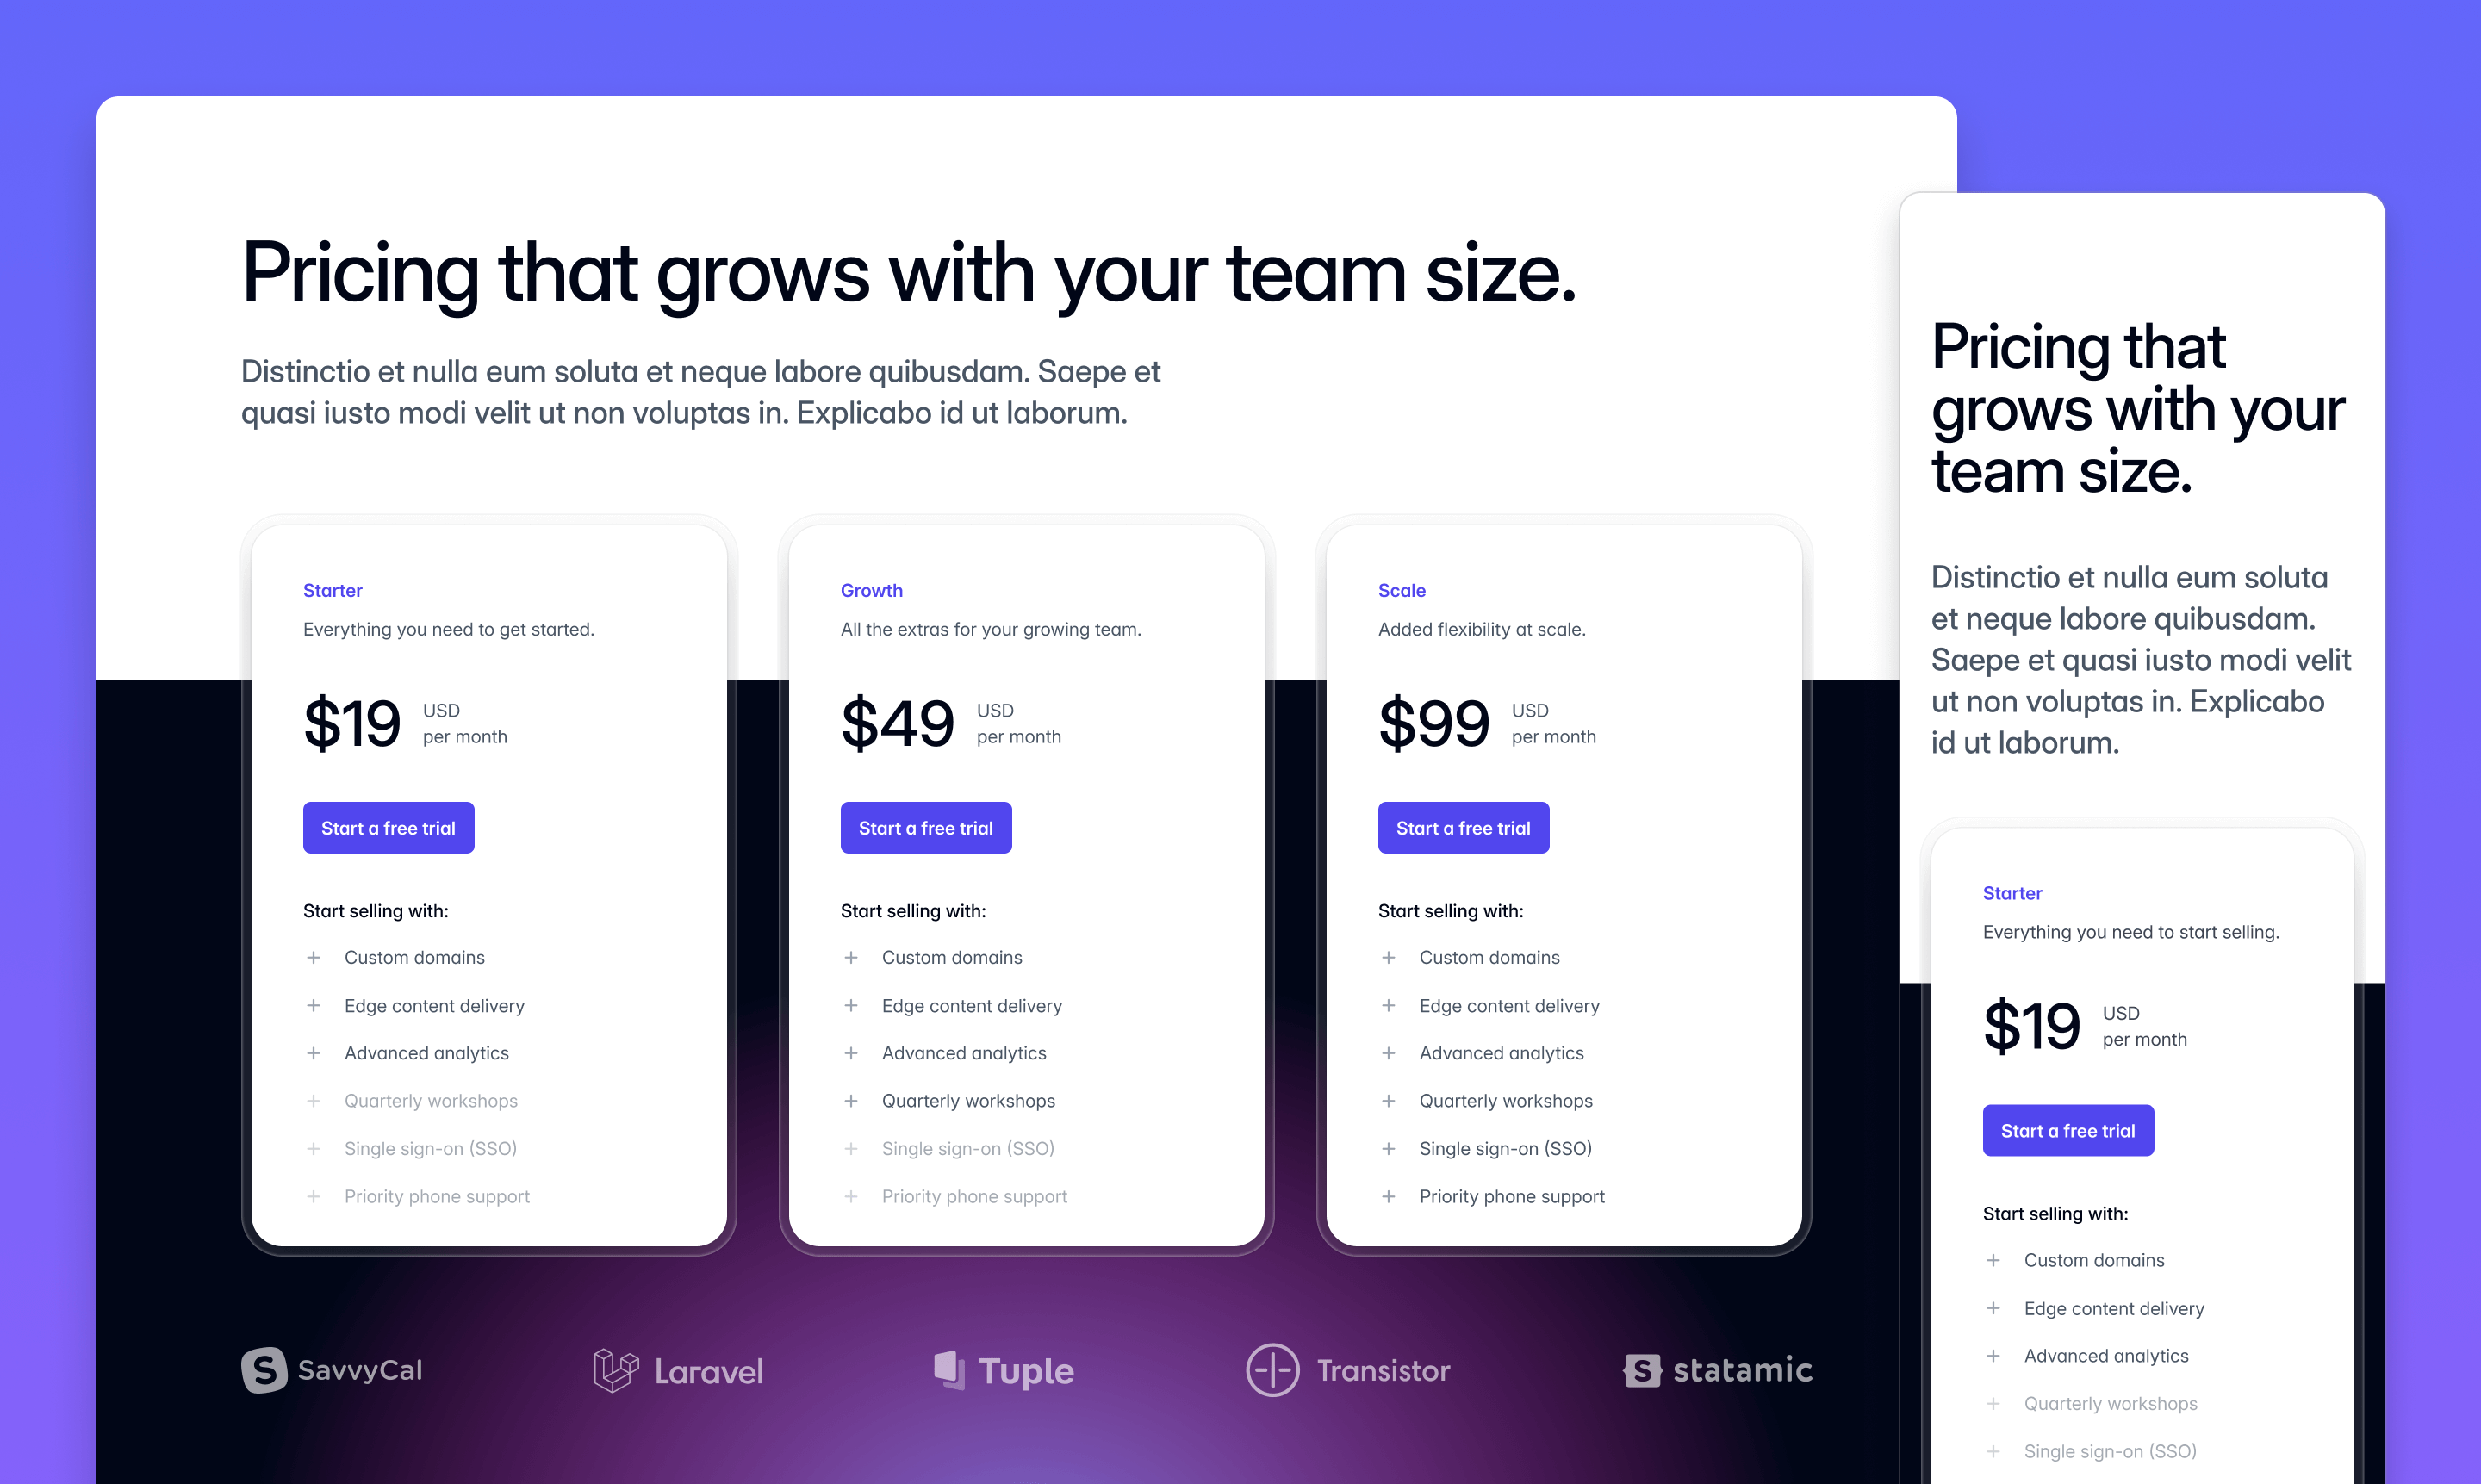 Pricing that grows with your team size.
Distinctio et nulla eum soluta et neque labore quibusdam. Saepe et
quasi iusto modi velit ut non voluptas in. Explicabo id ut laborum.
Starter
Everything you need to get started.
$19
USD
per month
Start a free trial
Start selling with:
Custom domains
Edge content delivery
Advanced analytics
Quarterly workshops
Single sign-on (SSO)
Priority phone support
Growth
All the extras for your growing team.
$49
USD
per month
Start a free trial
Start selling with:
Custom domains
Edge content delivery
Advanced analytics
Quarterly workshops
Single sign-on (SSO)
Priority phone support
Scale
Added flexibility at scale.
$99
USD
per month
Start a free trial
Start selling with:
Custom domains
Edge content delivery
Advanced analytics
Quarterly workshops
Single sign-on (SSO)
Priority phone support
S SavvyCal
Laravel
Tuple
Transistor
S statamic
Pricing that
grows with your
team size.
Distinctio et nulla eum soluta
et neque labore quibusdam.
Saepe et quasi iusto modi velit
ut non voluptas in. Explicabo
id ut laborum.
Starter
Everything you need to start selling.
$19
USD
per month
Start a free trial
Start selling with:
Custom domains
Edge content delivery
Advanced analytics
Quarterly workshops
Single sign-on (SSO)